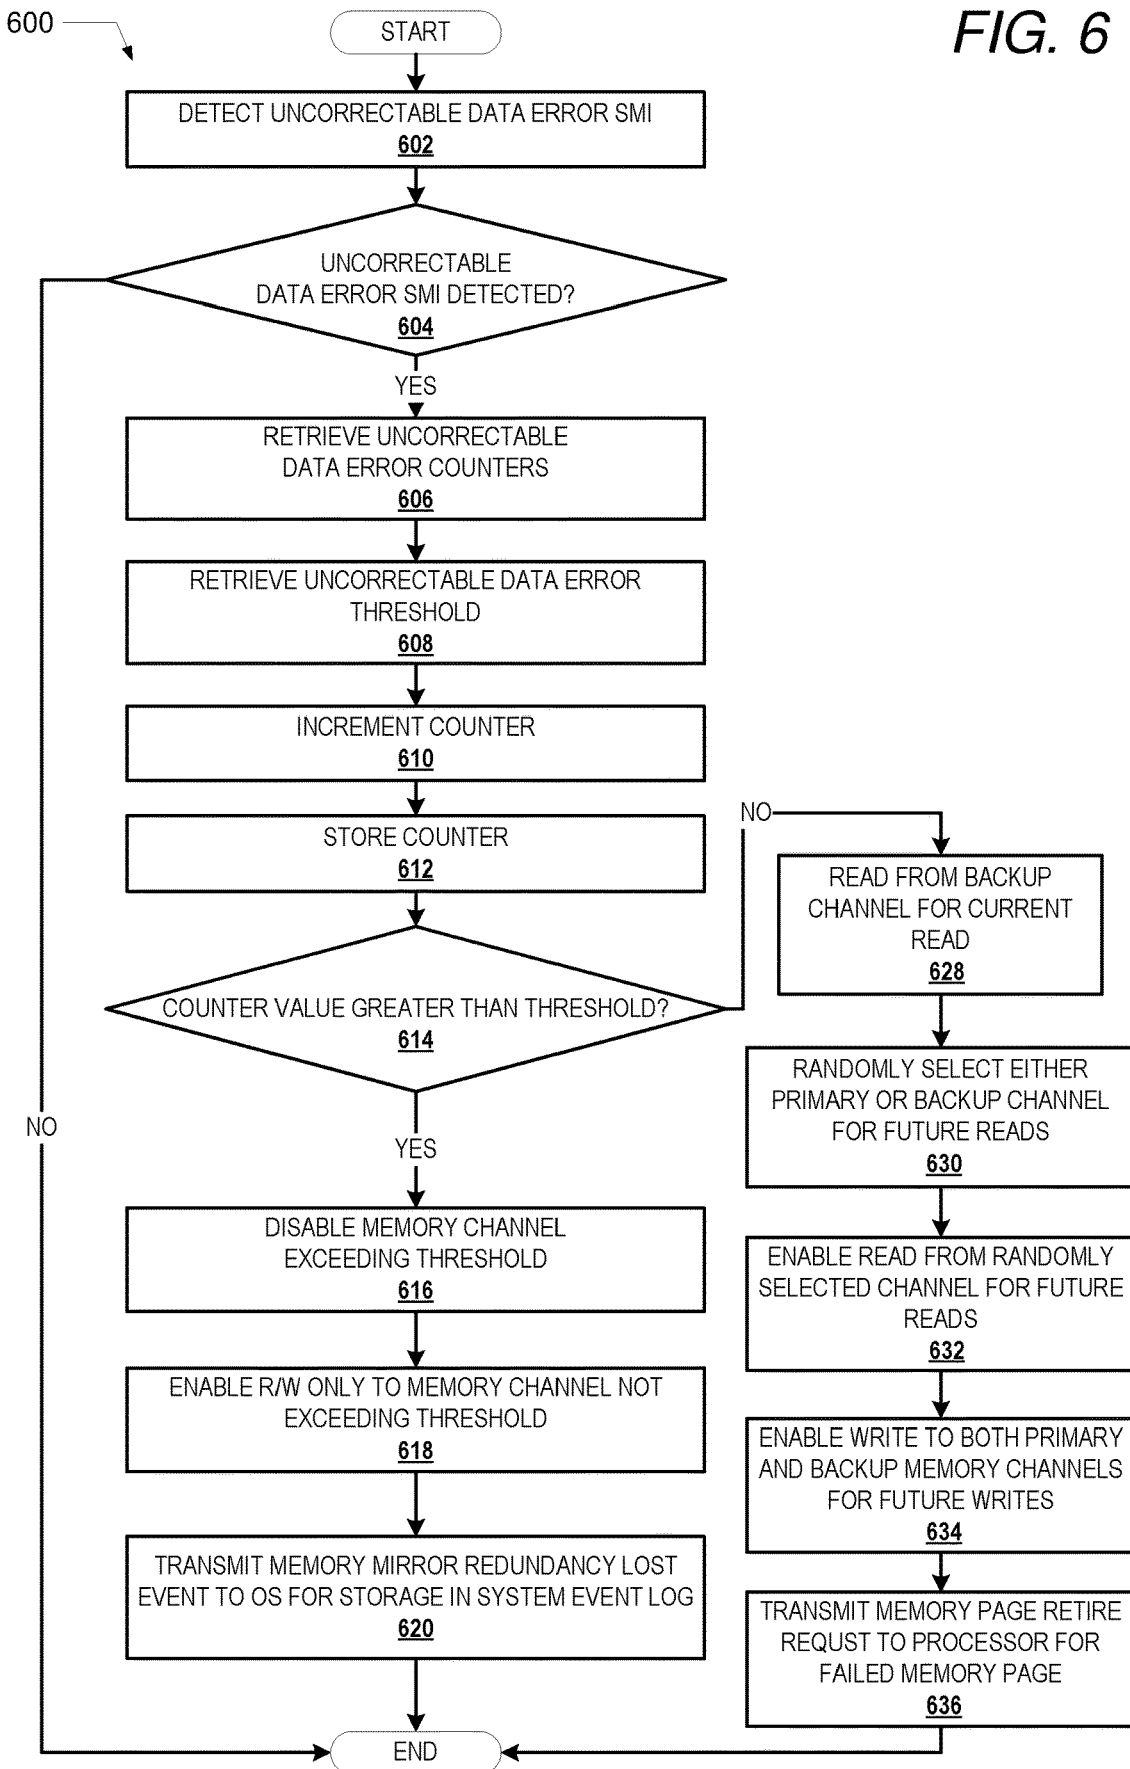 600
START
FIG. 6
DETECT UNCORRECTABLE DATA ERROR SMI
602
UNCORRECTABLE
DATA ERROR SMI DETECTED?
604
YES
RETRIEVE UNCORRECTABLE
DATA ERROR COUNTERS
606
RETRIEVE UNCORRECTABLE DATA ERROR
THRESHOLD
608
INCREMENT COUNTER
610
STORE COUNTER
612
COUNTER VALUE GREATER THAN THRESHOLD?
614
NO
YES
DISABLE MEMORY CHANNEL
EXCEEDING THRESHOLD
616
ENABLE R/W ONLY TO MEMORY CHANNEL NOT
EXCEEDING THRESHOLD
618
TRANSMIT MEMORY MIRROR REDUNDANCY LOST
EVENT TO OS FOR STORAGE IN SYSTEM EVENT LOG
620
NO
READ FROM BACKUP
CHANNEL FOR CURRENT
READ
628
RANDOMLY SELECT EITHER
PRIMARY OR BACKUP CHANNEL
FOR FUTURE READS
630
ENABLE READ FROM RANDOMLY
SELECTED CHANNEL FOR FUTURE
READS
632
ENABLE WRITE TO BOTH PRIMARY
AND BACKUP MEMORY CHANNELS
FOR FUTURE WRITES
634
TRANSMIT MEMORY PAGE RETIRE
REQUST TO PROCESSOR FOR
FAILED MEMORY PAGE
636
END